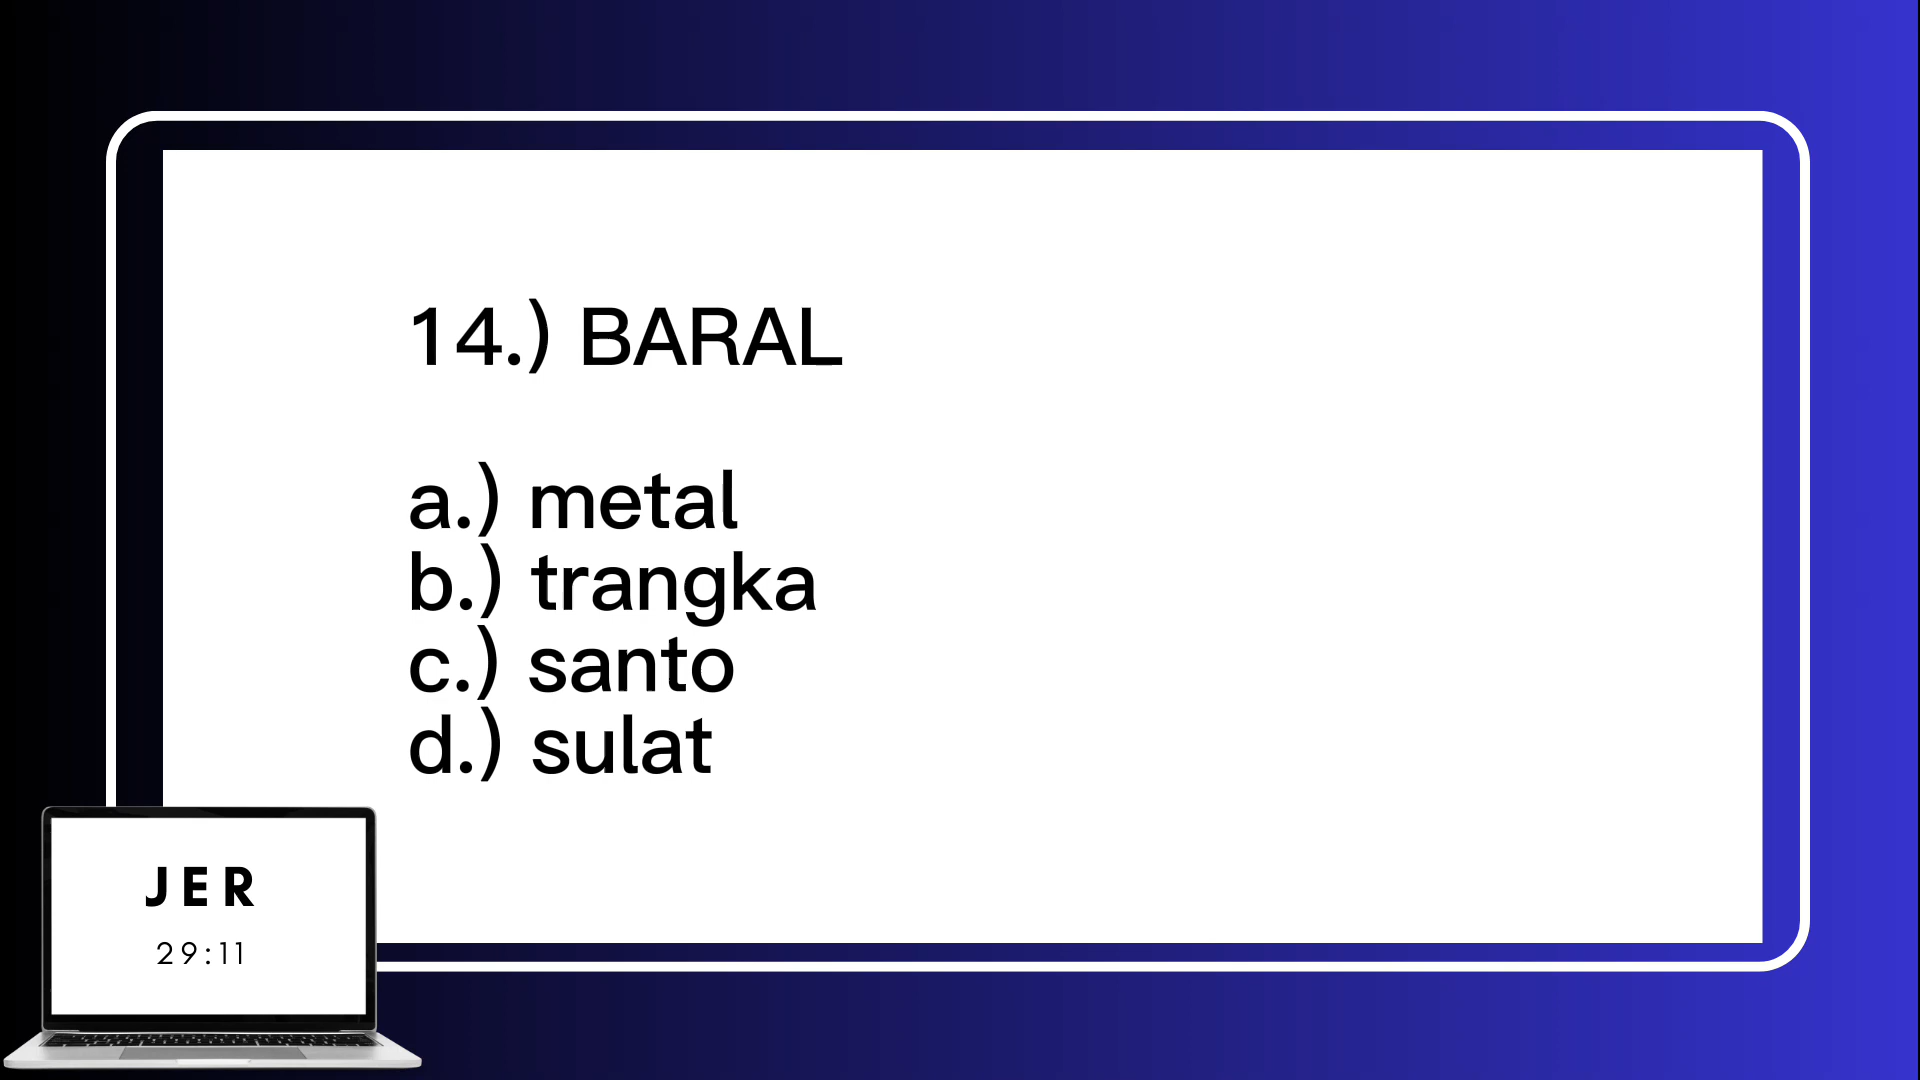 14.) BARAL
a.) metal
b.) trangka
c.) santo
d.) sulat
JER
29:11